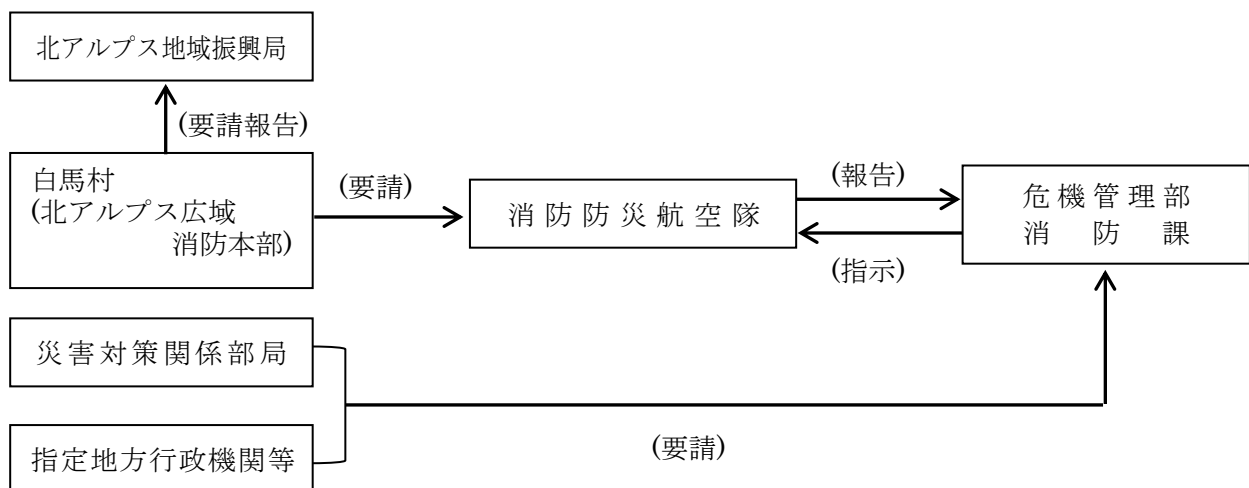 北アルプス地域振興局
(要請報告)
白馬村
(北アルプス広域
消防本部)
(要請)
消防防災航空隊
(報告)
(指示)
危機管理部
消防課
災害対策関係部局
指定地方行政機関等
(要請)